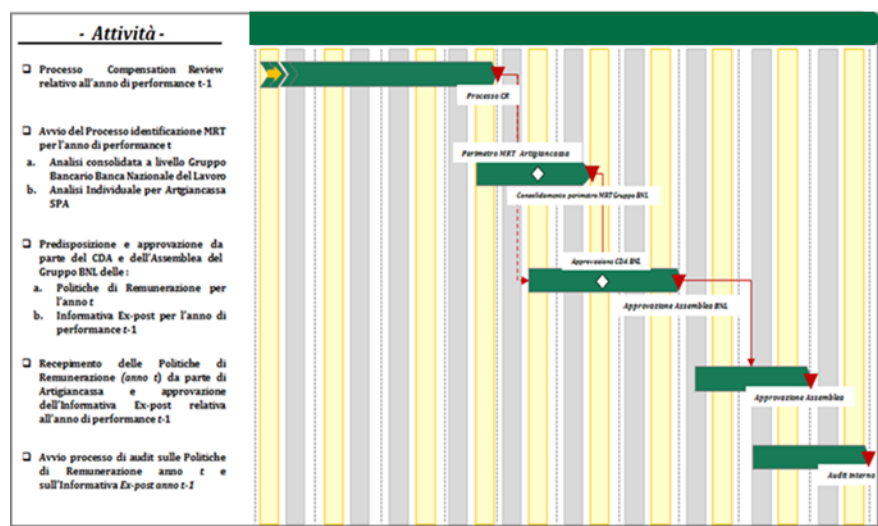 - Attività -
Processo Compensation Review
relativo all'anno di performance t-1
Processo CR
Avvio del Processo identificazione MRT
per l'anno di performance t
a. Analisi consolidata a livello Gruppo
Bancario Banca Nazionale del Lavoro
b. Analisi Individuale per Artgiancassa
SPA
Perimetro MRT Artigiancassa
Consolidamento perimetro MRT Gruppo BNL
Predisposizione e approvazione da
parte del CDA e dell'Assemblea del
Gruppo BNL delle :
a. Politiche di Remunerazione per
l'anno t
b. Informativa Ex-post per l'anno di
performance t-1
Approvazione CDA BNL
Approvazione Assemblea BNL
Recepimento delle Politiche di
Remunerazione (anno t) da parte di
Artigiancassa e approvazione
dell'Informativa Ex-post relativa
all'anno di performance t-1
Approvazione Assemblea
Avvio processo di audit sulle Politiche
di Remunerazione anno t e
sull'Informativa Ex-post anno t-1
Audit Interno